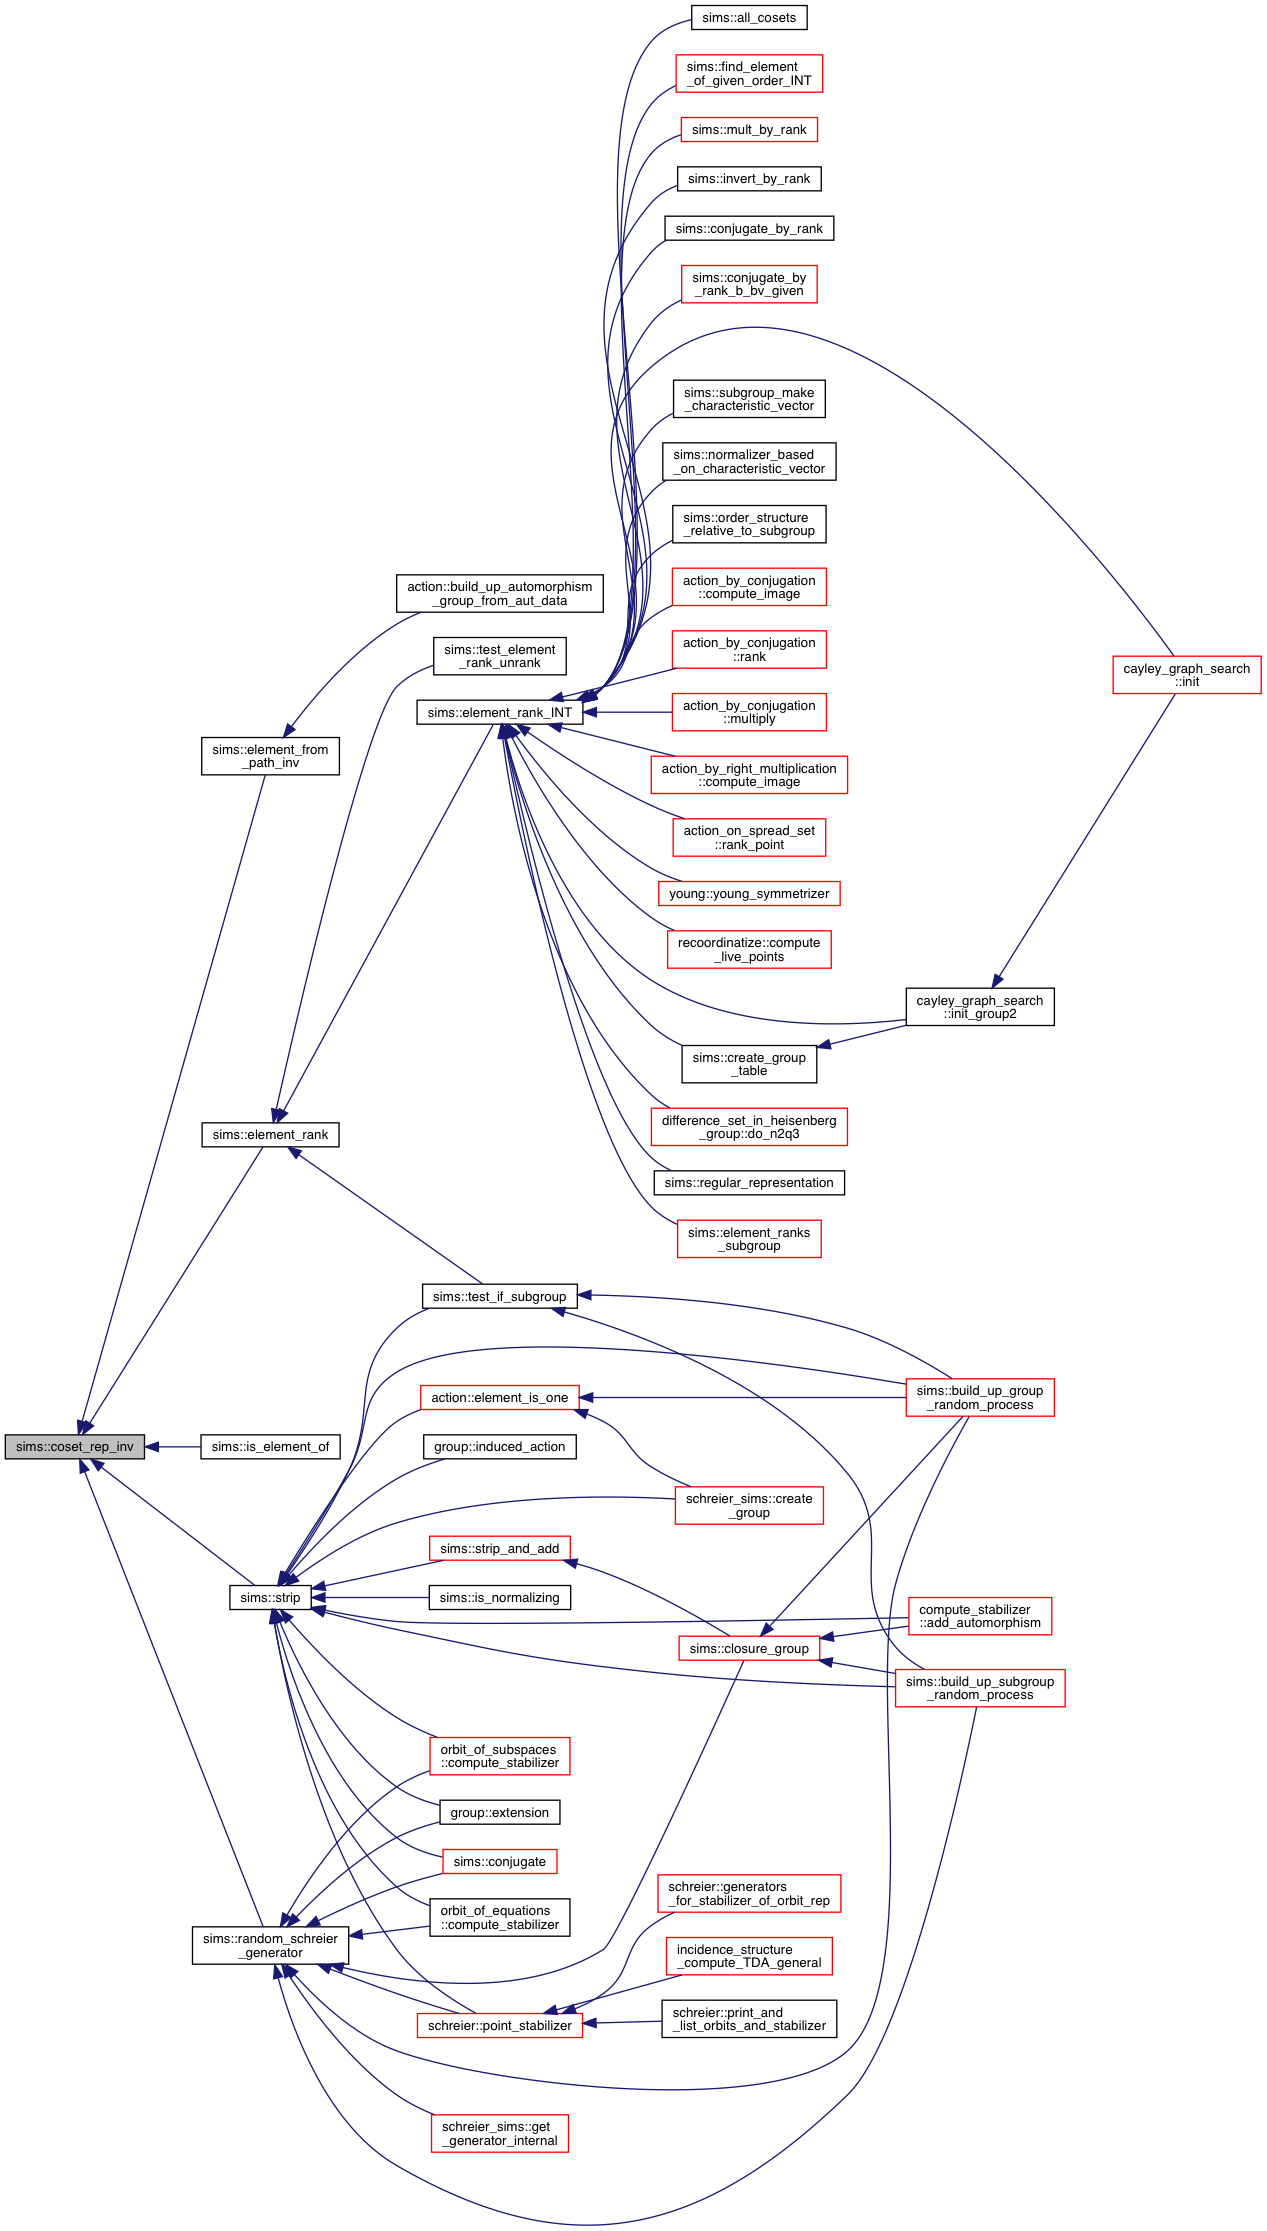 sims::all_cosets
sims::find_element
_of_given_order_INT
sims::mult_by_rank
sims::invert_by_rank
sims::conjugate_by_rank
sims::conjugate_by
_rank_b_bv_given
sims::subgroup_make
_characteristic_vector
sims::normalizer_based
_on_characteristic_vector
sims::order_structure
_relative_to_subgroup
action_by_conjugation
::compute_image
action::build_up_automorphism
_group_from_aut_data
action_by_conjugation
::rank
sims::test_element
_rank_unrank
cayley_graph_search
::init
sims::element_rank_INT
action_by_conjugation
::multiply
sims::element_from
_path_inv
action_by_right_multiplication
::compute_image
action_on_spread_set
::rank_point
young::young_symmetrizer
recoordinatize::compute
_live_points
cayley_graph_search
::init_group2
sims::create_group
_table
sims::element_rank
difference_set_in_heisenberg
_group::do_n2q3
sims::regular_representation
sims::element_ranks
_subgroup
sims::test_if_subgroup
action::element_is_one
sims::build_up_group
_random_process
sims::coset_rep_inv
sims::is_element_of
group::induced_action
schreier_sims::create
_group
sims::strip_and_add
sims::strip
sims::is_normalizing
compute_stabilizer
::add_automorphism
sims::closure_group
sims::build_up_subgroup
_random_process
orbit_of_subspaces
::compute_stabilizer
group::extension
sims::conjugate
schreier::generators
_for_stabilizer_of_orbit_rep
orbit_of_equations
::compute_stabilizer
sims::random_schreier
_generator
incidence_structure
_compute_TDA_general
schreier::point_stabilizer
schreier::print_and
_list_orbits_and_stabilizer
schreier_sims::get
_generator_internal